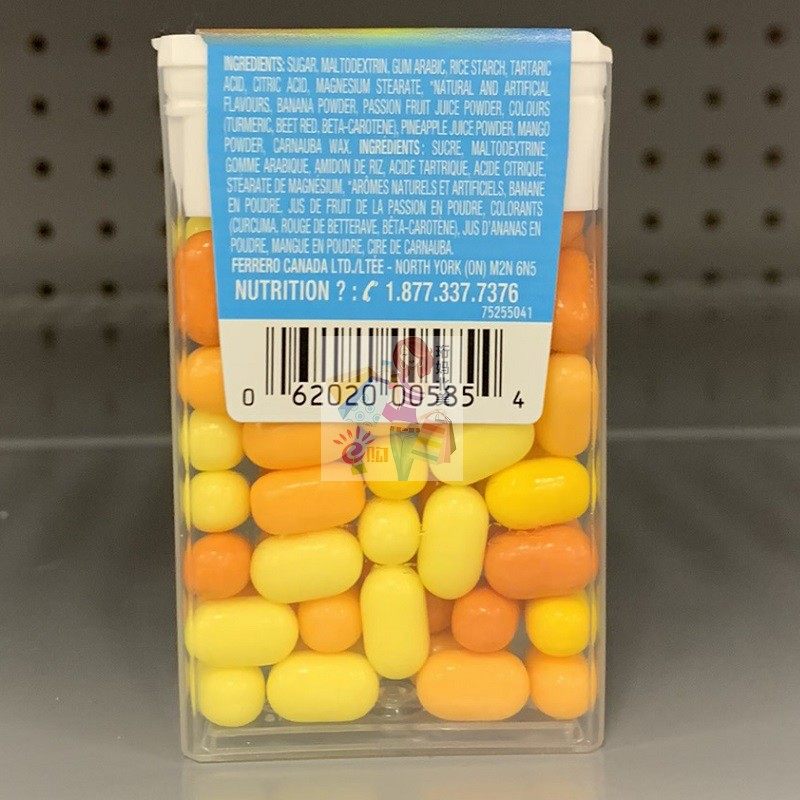 INGREDIENTS: SUGAR, MALTODEXTRIN, GUM ARABIC, RICE STARCH, TARTARIC
ACID, CITRIC ACID, MAGNESIUM STEARATE, *NATURAL AND ARTIFICIAL
FLAVOURS, BANANA POWDER, PASSION FRUIT JUICE POWDER, COLOURS
(TURMERIC, BEET RED, BETA-CAROTENE), PINEAPPLE JUICE POWDER, MANGO
POWDER, CARNAUBA WAX. INGRÉDIENTS : SUCRE, MALTODEXTRINE,
GOMME ARABIQUE, AMIDON DE RIZ, ACIDE TARTRIQUE, ACIDE CITRIQUE,
STÉARATE DE MAGNÉSIUM, *ARÔMES NATURELS ET ARTIFICIELS, BANANE
EN POUDRE, JUS DE FRUIT DE LA PASSION EN POUDRE, COLORANTS
(CURCUMA, ROUGE DE BETTERAVE, BÊTA-CAROTÈNE), JUS D'ANANAS EN
POUDRE, MANGUE EN POUDRE, CIRE DE CARNAUBA.
FERRERO CANADA LTD./LTÉE - NORTH YORK (ON) M2N 6N5
NUTRITION ? : 1.877.337.7376
75255041
0 62020 00585 4